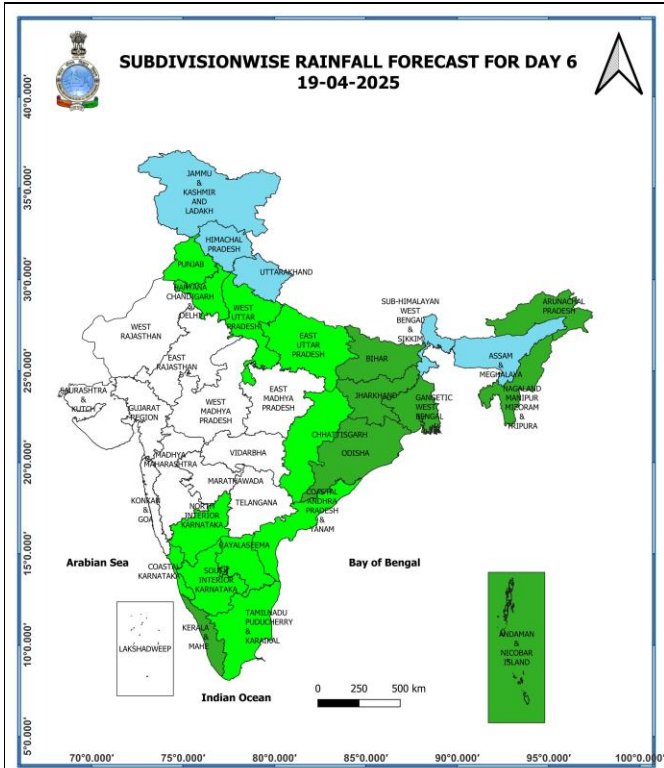 SUBDIVISIONWISE RAINFALL FORECAST FOR DAY 6
19-04-2025
40°0.000'
35°0.000'
30°0.000'
25°0.000'
20°0.000'
15°0.000'
10°0.000'
5°0.000'
JAMMU
&
KASHMIR
AND
LADAKH
HIMACHAL
PRADESH
PUNJAB
UTTARAKHAND
HARYANA
CHANDIGARH
&
DELHI
WEST
UTTAR
PRADESH
EAST
UTTAR
PRADESH
WEST
RAJASTHAN
EAST
RAJASTHAN
SUB-HIMALAYAN
WEST
BENGAL
&
SIKKIM
ARUNACHAL
PRADESH
ASSAM
&
MEGHALAYA
NAGALAND
MANIPUR
MIZORAM
&
TRIPURA
BIHAR
JHARKHAND
GANGETIC
WEST
BENGAL
SAURASHTRA
&
KUTCH
GUJARAT
REGION
WEST
MADHYA
PRADESH
EAST
MADHYA
PRADESH
CHHATTISGARH
ODISHA
MADHYA
MAHARASHTRA
VIDARBHA
MARATHAWADA
TELANGANA
KONKAN
&
GOA
NORTH
INTERIOR
KARNATAKA
COASTAL
ANDHRA
PRADESH
&
YANAM
RAYALASEEMA
COASTAL
KARNATAKA
SOUTH
INTERIOR
KARNATAKA
TAMILNADU
PUDUCHERRY
&
KARAIKAL
KERALA
&
MAHE
LAKSHADWEEP
ANDAMAN
&
NICOBAR
ISLAND
Arabian Sea
Bay of Bengal
Indian Ocean
0 250 500 km
70°0.000' 75°0.000' 80°0.000' 85°0.000' 90°0.000' 95°0.000' 100°0.000'